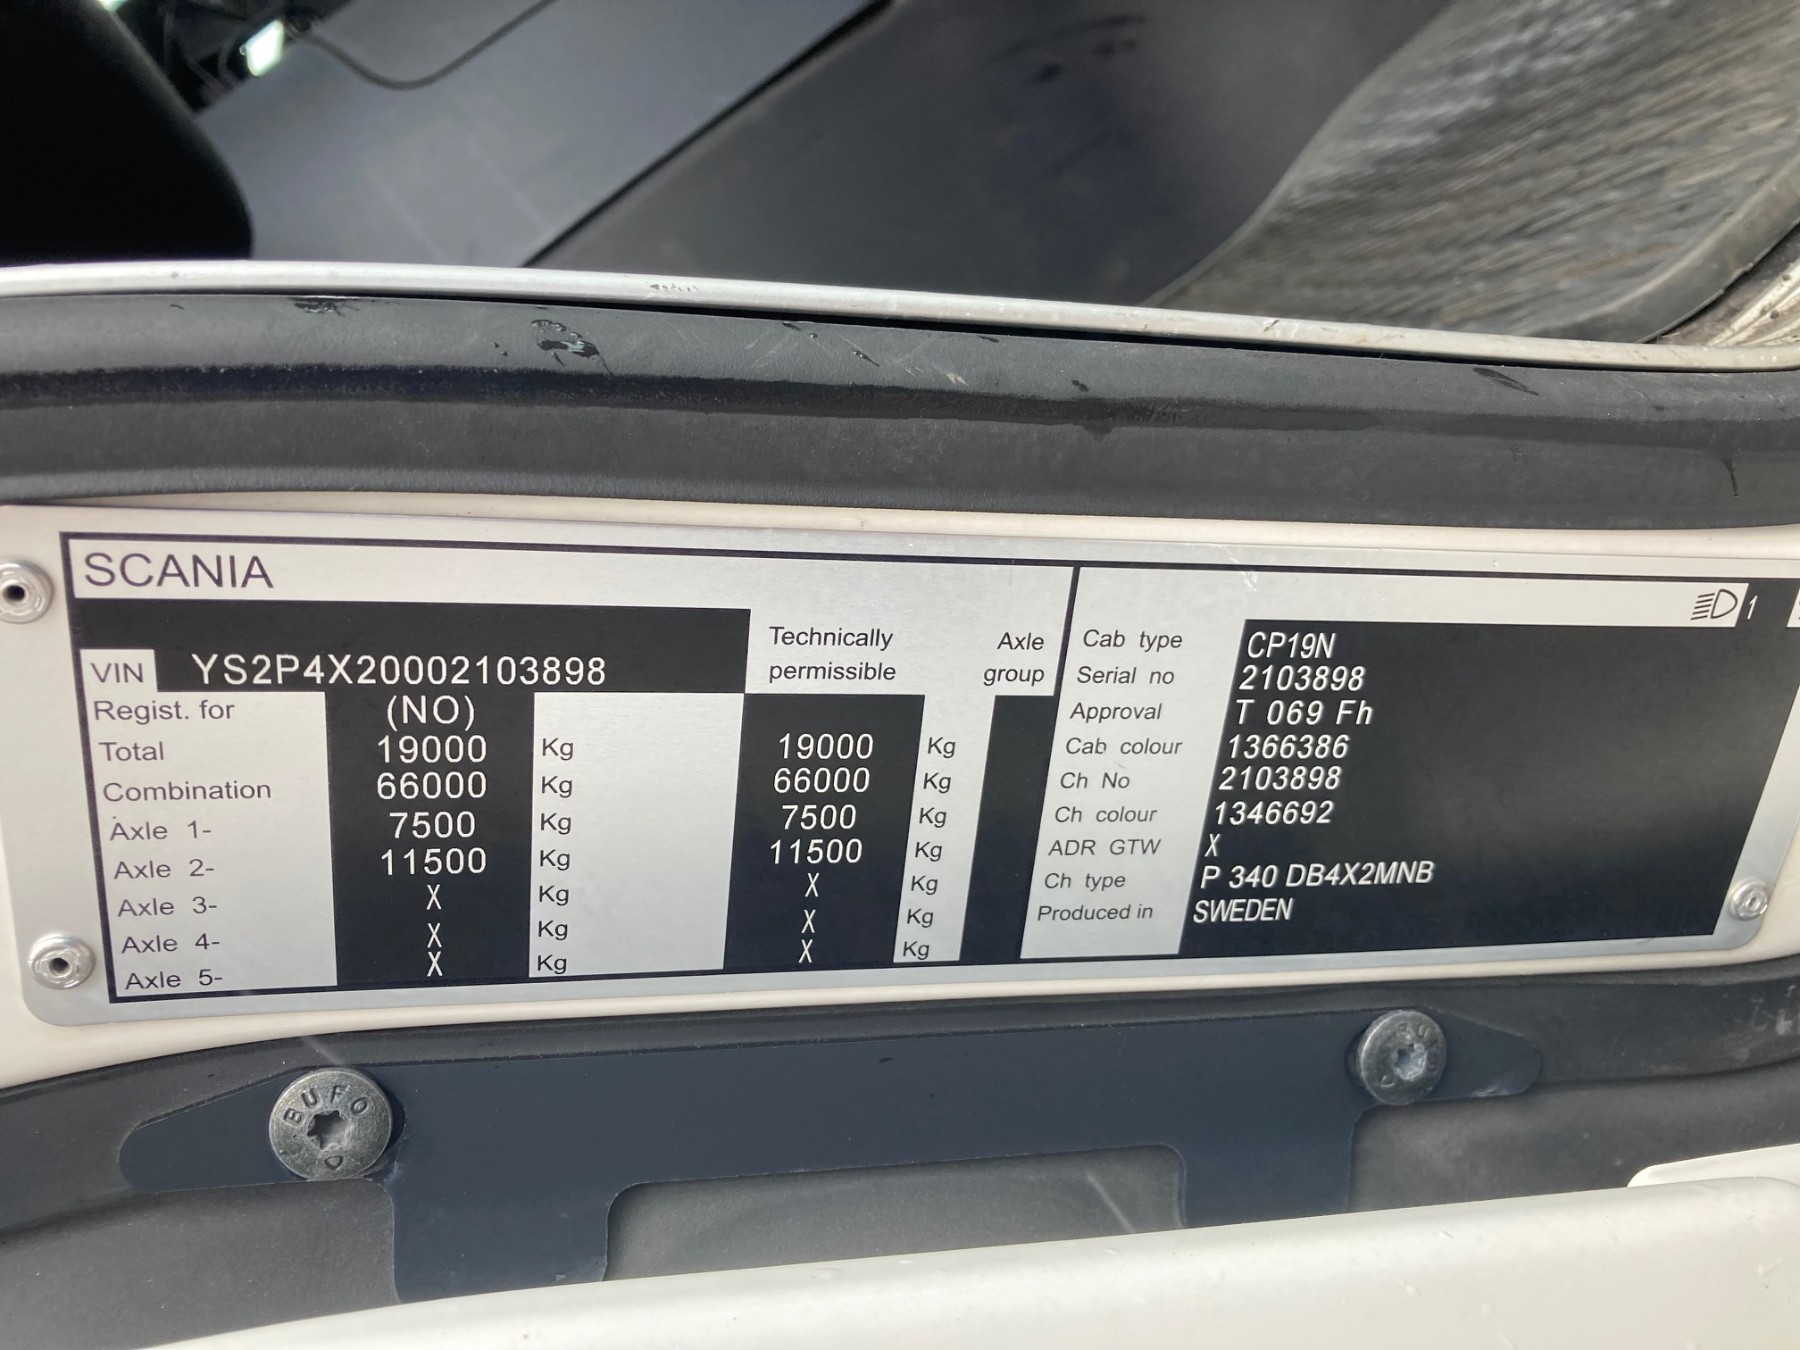 SCANIA
VIN YS2P4X20002103898
Technically permissible
Axle group
Regist. for (NO)
Total 19000 Kg 19000 Kg
Combination 66000 Kg 66000 Kg
Axle 1- 7500 Kg 7500 Kg
Axle 2- 11500 Kg 11500 Kg
Axle 3- X Kg X Kg
Axle 4- X Kg X Kg
Axle 5- X Kg X Kg
1
Cab type CP19N
Serial no 2103898
Approval T 069 Fh
Cab colour 1366386
Ch No 2103898
Ch colour 1346692
ADR GTW X
Ch type P 340 DB4X2MNB
Produced in SWEDEN
BUFO